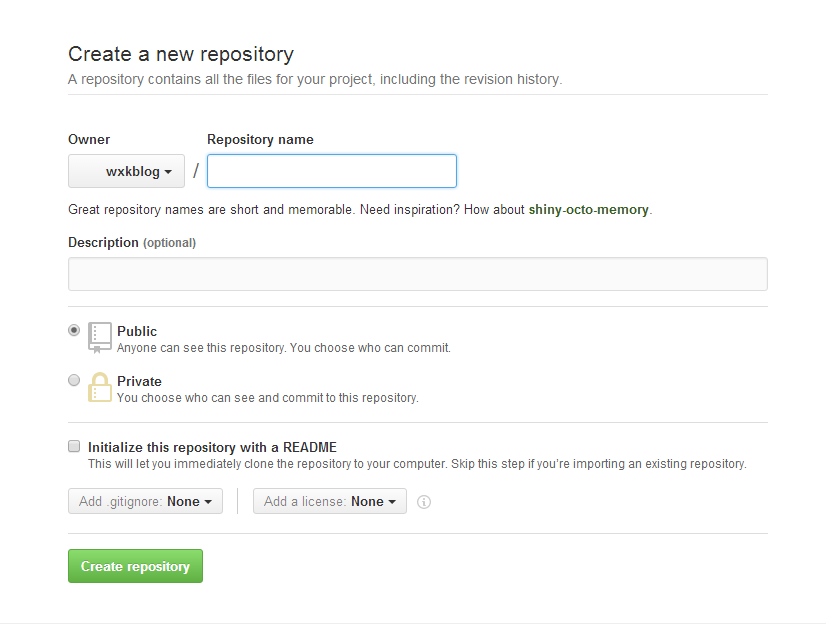 Create a new repository
A repository contains all the files for your project, including the revision history.
Owner Repository name
wxkblog /
Great repository names are short and memorable. Need inspiration? How about shiny-octo-memory.
Description (optional)
Public
Anyone can see this repository. You choose who can commit.
Private
You choose who can see and commit to this repository.
Initialize this repository with a README
This will let you immediately clone the repository to your computer. Skip this step if you’re importing an existing repository.
Add .gitignore: None Add a license: None
Create repository